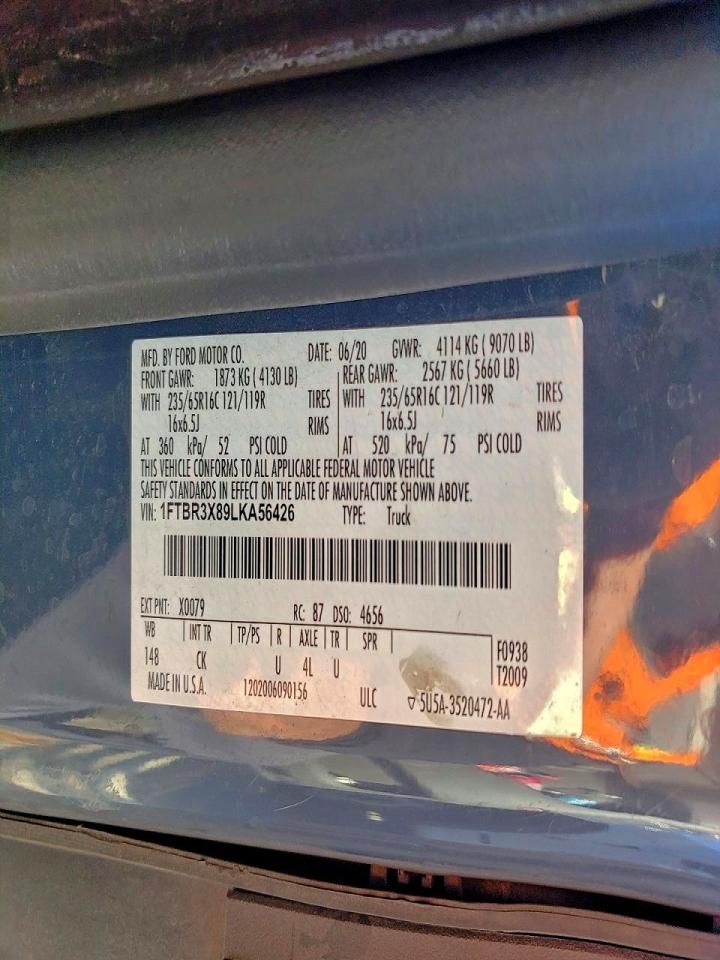 MFD. BY FORD MOTOR CO. DATE: 06/20 GVWR: 4114 KG ( 9070 LB)
FRONT GAWR: 1873 KG ( 4130 LB) REAR GAWR: 2567 KG ( 5660 LB)
WITH 235/65R16C 121/119R TIRES WITH 235/65R16C 121/119R TIRES
16x6.5J RIMS 16x6.5J RIMS
AT 360 kPa/ 52 PSI COLD AT 520 kPa/ 75 PSI COLD
THIS VEHICLE CONFORMS TO ALL APPLICABLE FEDERAL MOTOR VEHICLE
SAFETY STANDARDS IN EFFECT ON THE DATE OF MANUFACTURE SHOWN ABOVE.
VIN: 1FTBR3X89LKA56426 TYPE: Truck
EXT PNT: X0079 RC: 87 DSO: 4656
WB INT TR TP/PS R AXLE TR SPR
148 CK U 4L U F0938
T2009
MADE IN U.S.A. 1202006090156 ULC ▽ 5U5A-3520472-AA